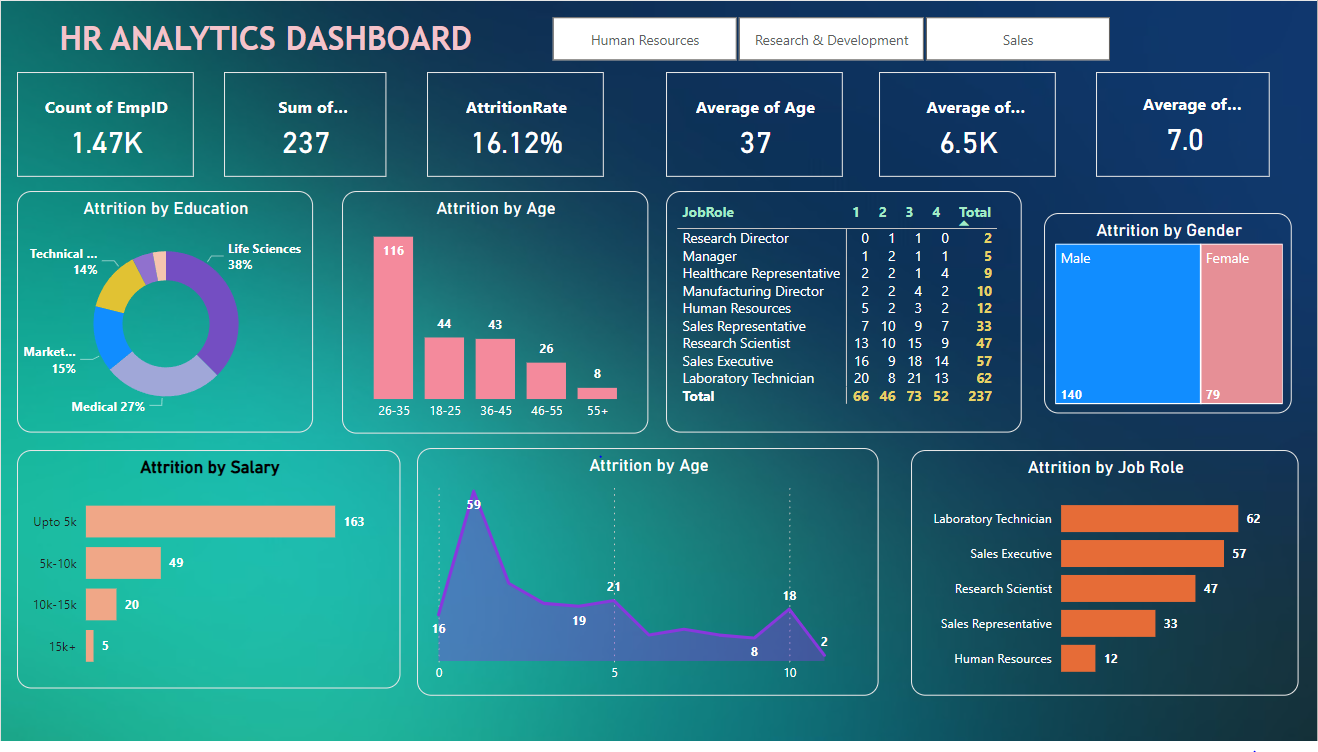 HR ANALYTICS DASHBOARD
Human Resources
Research & Development
Sales
Count of EmpID
1.47K
Sum of...
237
AttritionRate
16.12%
Average of Age
37
Average of...
6.5K
Average of...
7.0
Attrition by Education
Life Sciences
38%
Technical ...
14%
Market...
15%
Medical 27%
Attrition by Age
116
44
43
26
8
26-35 18-25 36-45 46-55 55+
JobRole 1 2 3 4 Total
Research Director 0 1 1 0 2
Manager 1 2 1 1 5
Healthcare Representative 2 2 1 4 9
Manufacturing Director 2 2 4 2 10
Human Resources 5 2 3 2 12
Sales Representative 7 10 9 7 33
Research Scientist 13 10 15 9 47
Sales Executive 16 9 18 14 57
Laboratory Technician 20 8 21 13 62
Total 66 46 73 52 237
Attrition by Gender
Male
Female
140
79
Attrition by Salary
Upto 5k 163
5k-10k 49
10k-15k 20
15k+ 5
Attrition by Age
59
16
19
21
8
18
2
0 5 10
Attrition by Job Role
Laboratory Technician 62
Sales Executive 57
Research Scientist 47
Sales Representative 33
Human Resources 12